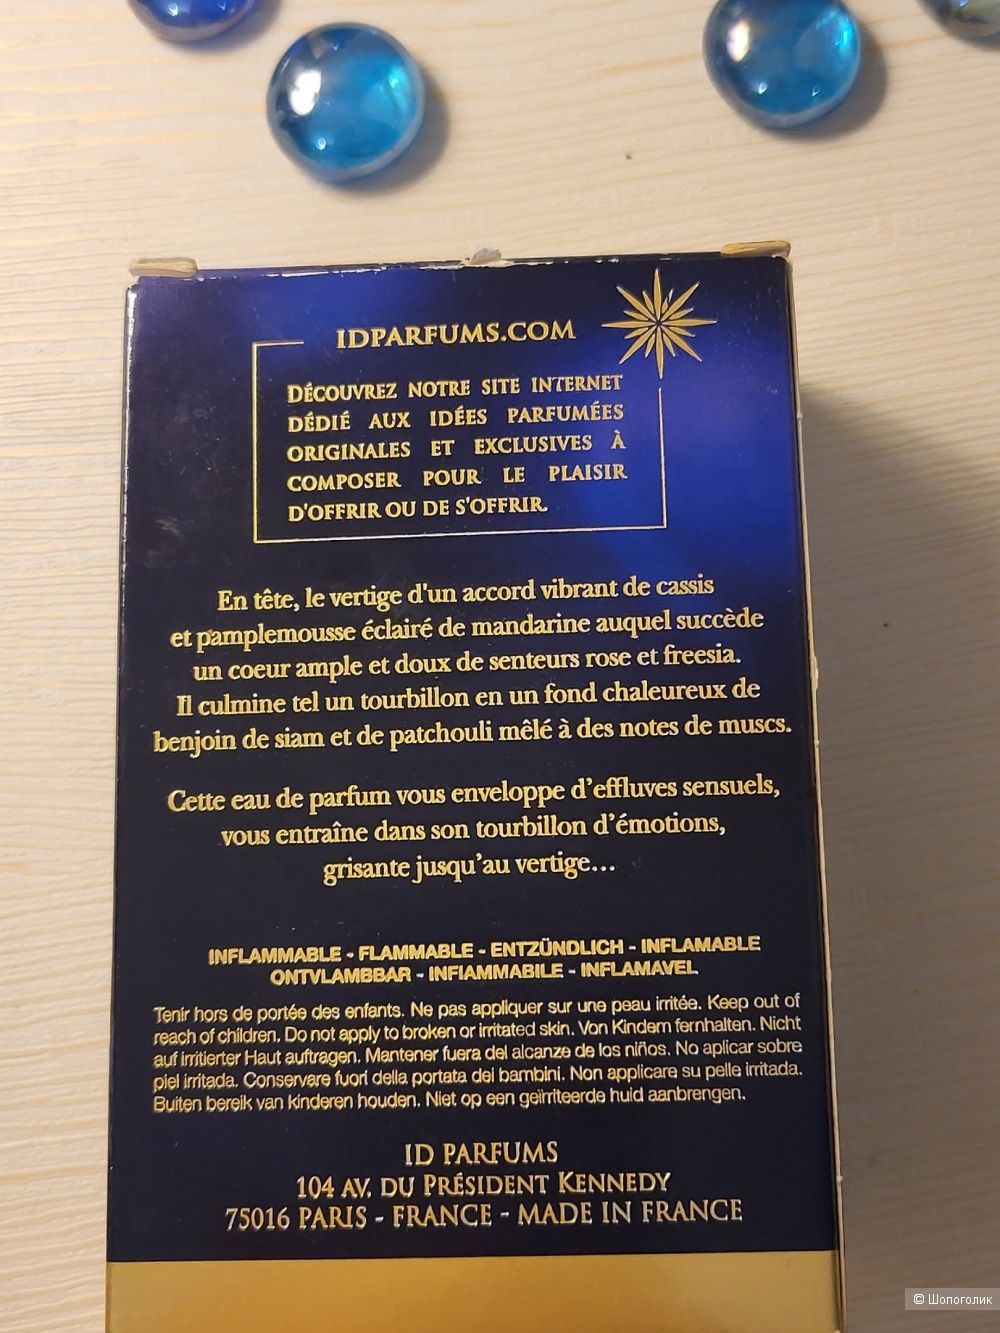 IDPARFUMS.COM
DÉCOUVREZ NOTRE SITE INTERNET
DÉDIÉ AUX IDÉES PARFUMÉES
ORIGINALES ET EXCLUSIVES À
COMPOSER POUR LE PLAISIR
D'OFFRIR OU DE S'OFFRIR.
En tête, le vertige d'un accord vibrant de cassis
et pamplemousse éclairé de mandarine auquel succède
un coeur ample et doux de senteurs rose et freesia.
Il culmine tel un tourbillon en un fond chaleureux de
benjoin de siam et de patchouli mêlé à des notes de muscs.
Cette eau de parfum vous enveloppe d'effluves sensuels,
vous entraîne dans son tourbillon d'émotions,
grisante jusqu'au vertige...
INFLAMMABLE - FLAMMABLE - ENTZÜNDLICH - INFLAMABLE
ONTVLAMBBAR - INFIAMMABILE - INFLAMAVEL
Tenir hors de portée des enfants. Ne pas appliquer sur une peau irritée. Keep out of
reach of children. Do not apply to broken or irritated skin. Von Kindern fernhalten. Nicht
auf irritierter Haut auftragen. Mantener fuera del alcanze de los niños. No aplicar sobre
piel irritada. Conservare fuori della portata dei bambini. Non applicare su pelle irritada.
Buiten bereik van kinderen houden. Niet op een geïrriteerde huid aanbrengen.
ID PARFUMS
104 AV. DU PRÉSIDENT KENNEDY
75016 PARIS - FRANCE - MADE IN FRANCE
© Шопоголик